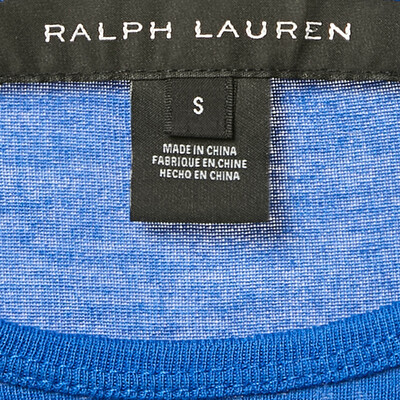 RALPH LAUREN
S
MADE IN CHINA
FABRIQUE EN, CHINE
HECHO EN CHINA